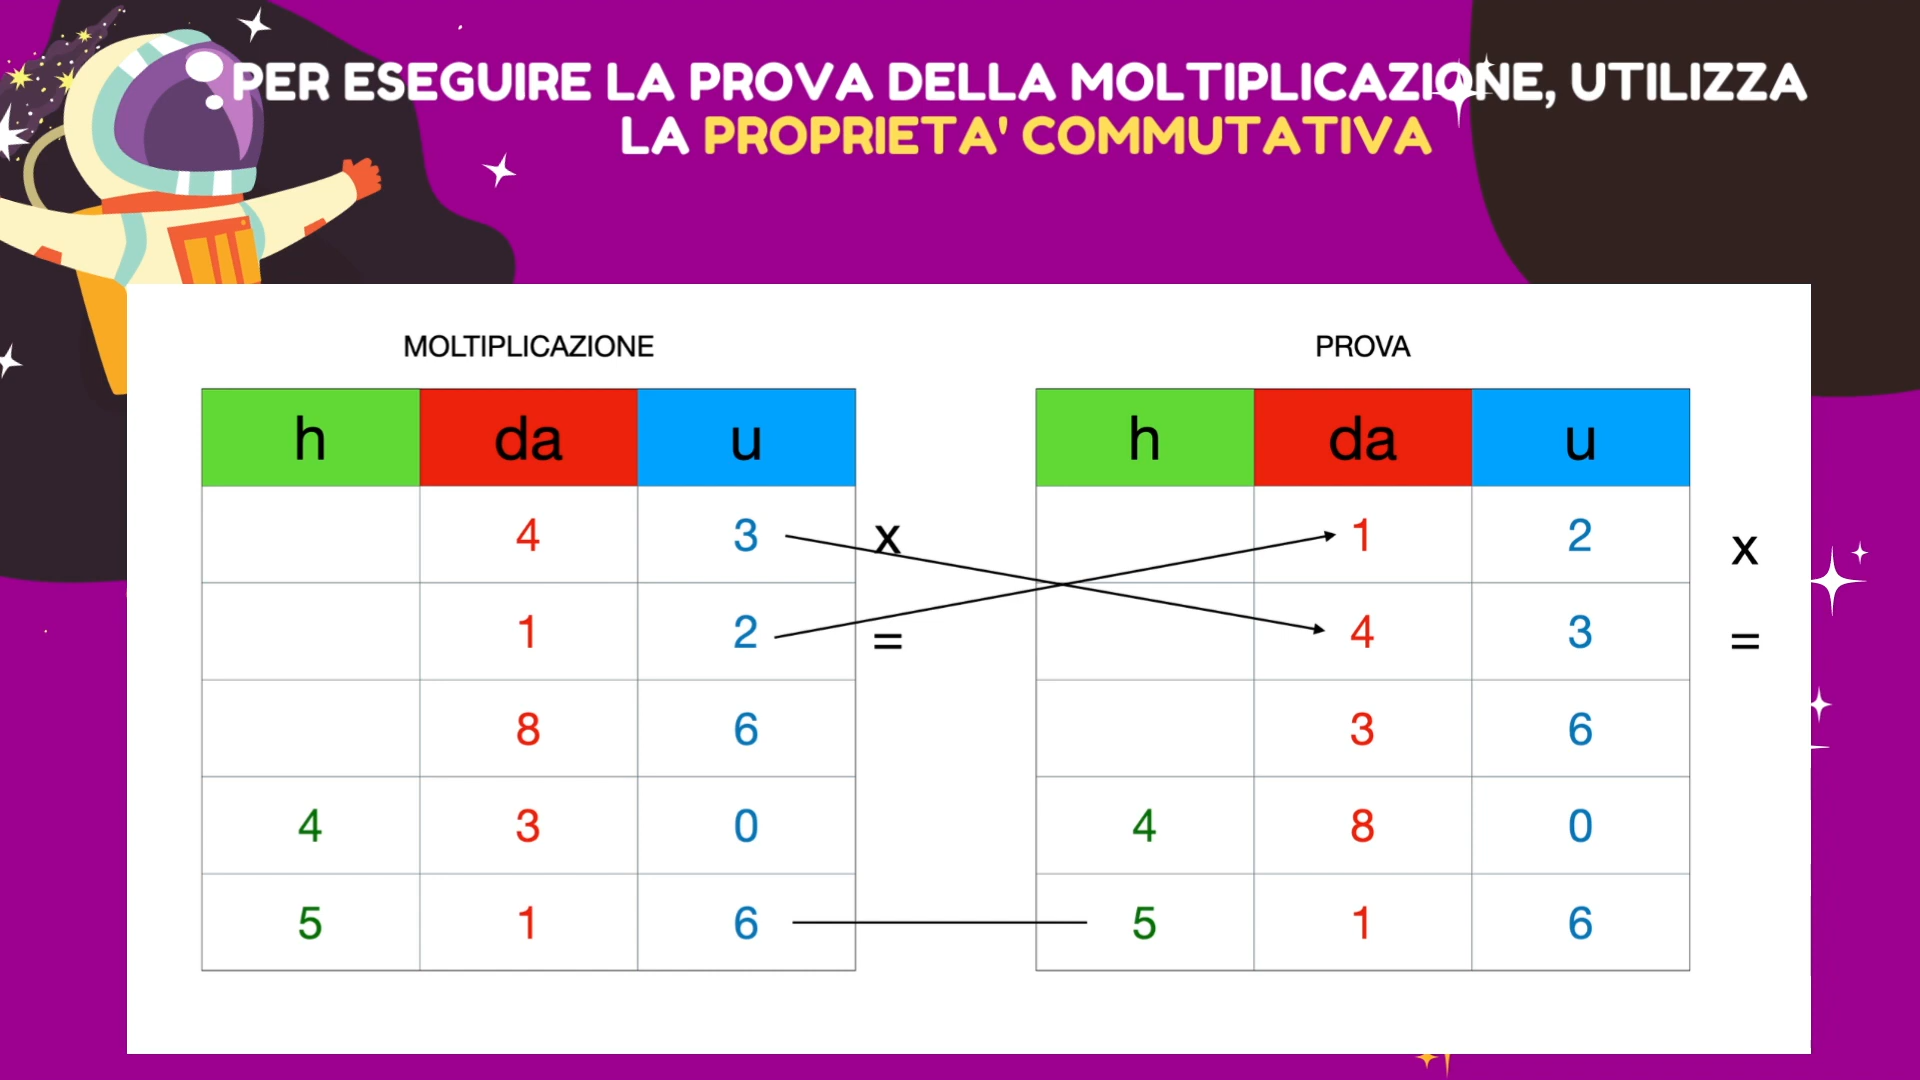 PER ESEGUIRE LA PROVA DELLA MOLTIPLICAZIONE, UTILIZZA
LA PROPRIETA' COMMUTATIVA
MOLTIPLICAZIONE
h da u
4 3 x
1 2 =
8 6
4 3 0
5 1 6
PROVA
h da u
1 2 x
4 3 =
3 6
4 8 0
5 1 6